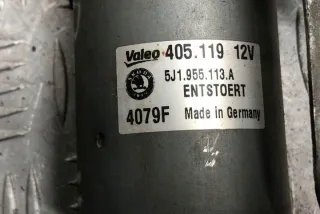 Valeo 405.119 12V
5J1.955.113.A
ENTSTOERT
4079F Made in Germany